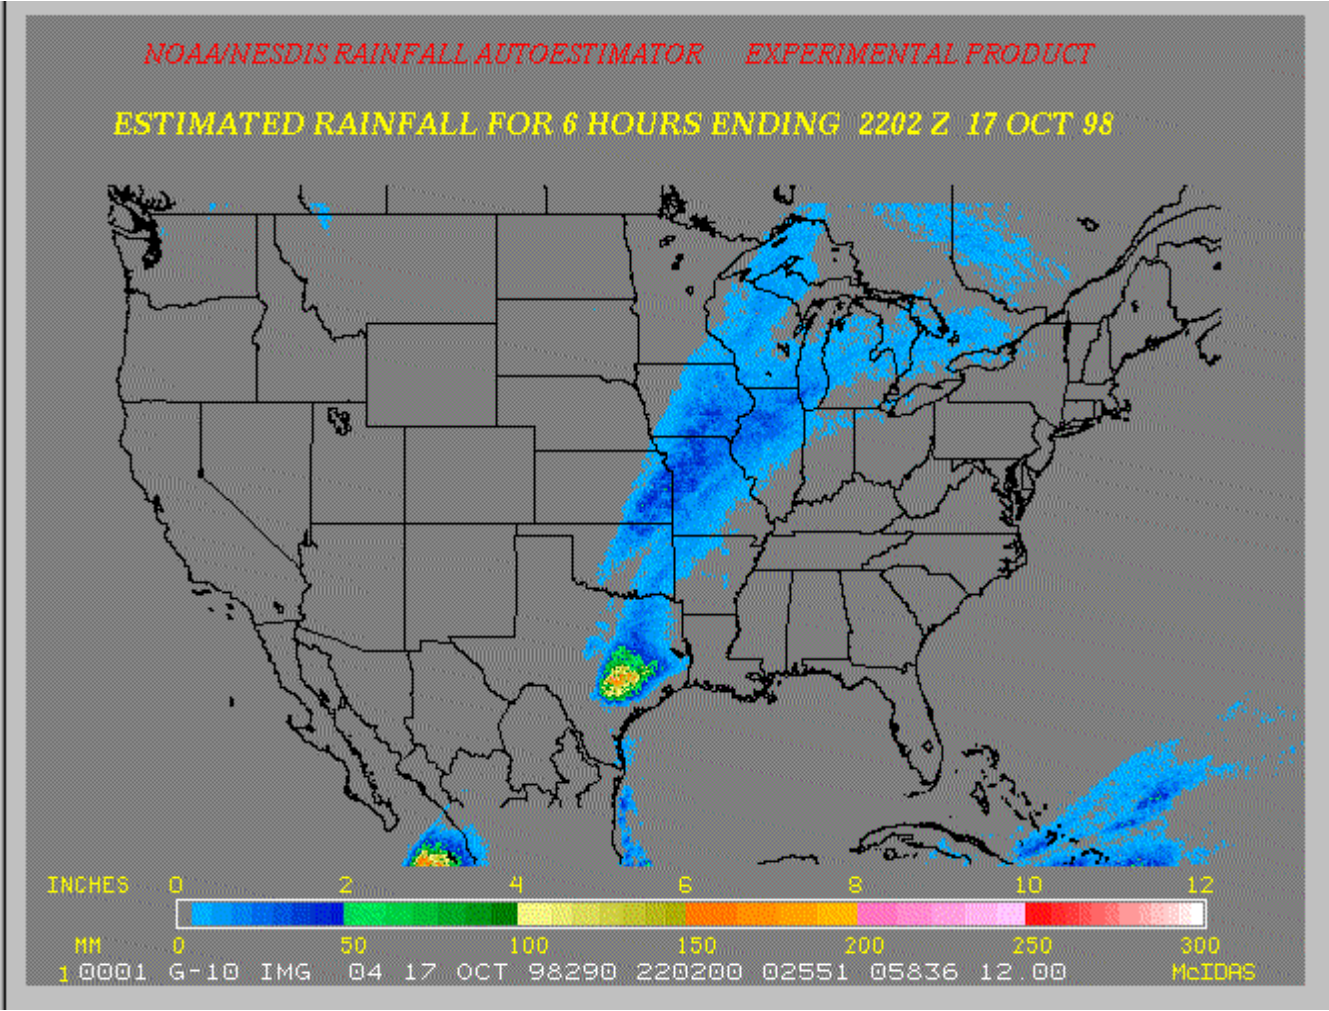 NOAA/NESDIS RAINFALL AUTOESTIMATOR EXPERIMENTAL PRODUCT
ESTIMATED RAINFALL FOR 6 HOURS ENDING 2202 Z 17 OCT 98
INCHES 0 2 4 6 8 10 12
MM 0 50 100 150 200 250 300
1 0001 G-10 IMG 04 17 OCT 98290 220200 02551 05836 12.00 McIDAS